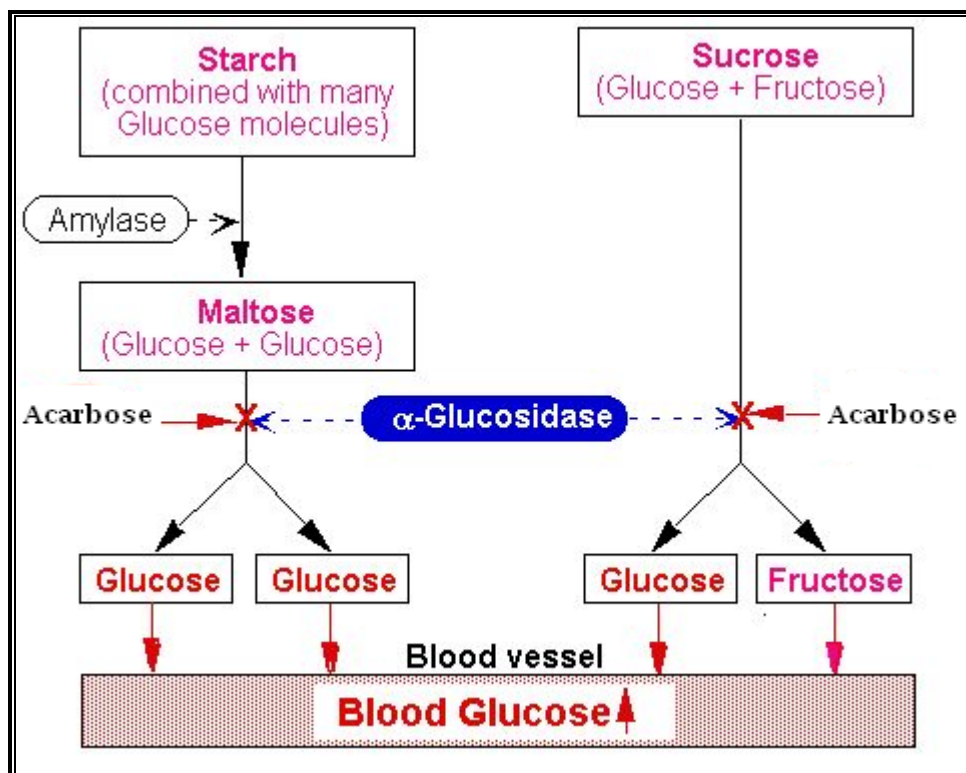 Starch
(combined with many
Glucose molecules)
Sucrose
(Glucose + Fructose)
Amylase
Maltose
(Glucose + Glucose)
Acarbose
α-Glucosidase
Acarbose
Glucose
Glucose
Glucose
Fructose
Blood vessel
Blood Glucose